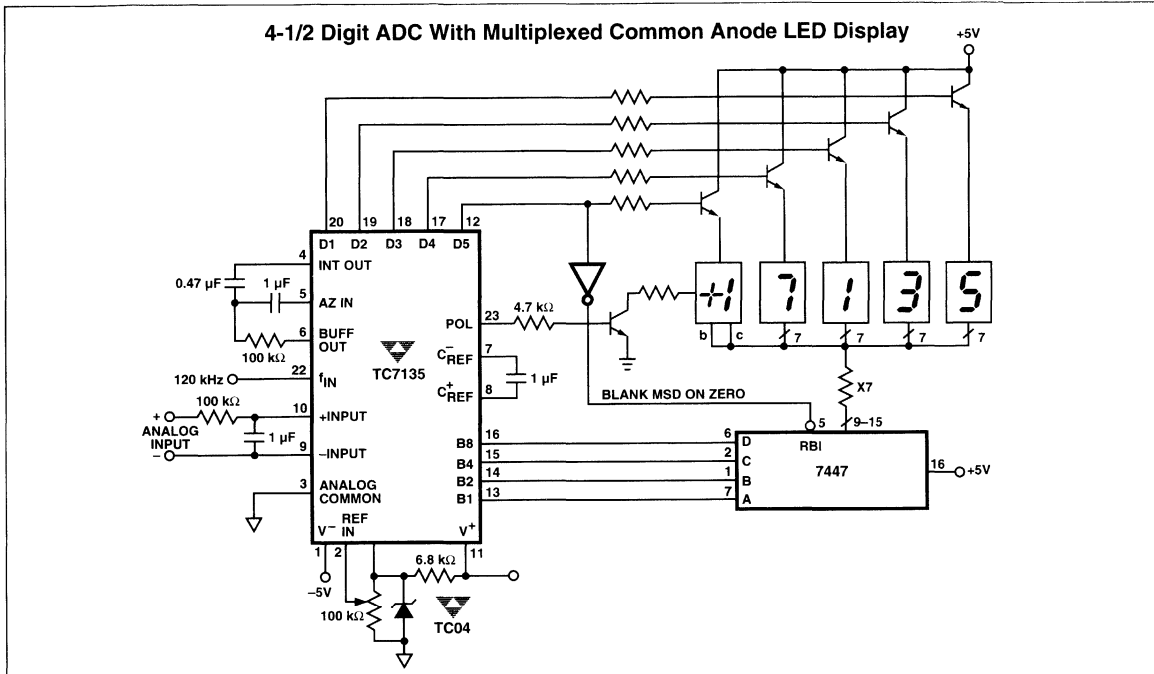 4-1/2 Digit ADC With Multiplexed Common Anode LED Display
+5V
20
19
18
17
12
D1
D2
D3
D4
D5
4
INT OUT
0.47 µF
1 µF
5
AZ IN
6
BUFF
OUT
100 kΩ
POL
23
4.7 kΩ
+1
7
1
3
5
b
c
7
7
7
7
TC7135
C–REF
7
1 µF
C+REF
8
120 kHz
22
fIN
100 kΩ
+
10
+INPUT
ANALOG
INPUT
1 µF
–
9
–INPUT
3
ANALOG
COMMON
BLANK MSD ON ZERO
X7
5
9–15
B8
16
6
D
RBI
B4
15
2
C
7447
16
+5V
B2
14
1
B
B1
13
7
A
V–
REF
IN
V+
1
2
11
–5V
6.8 kΩ
100 kΩ
TC04